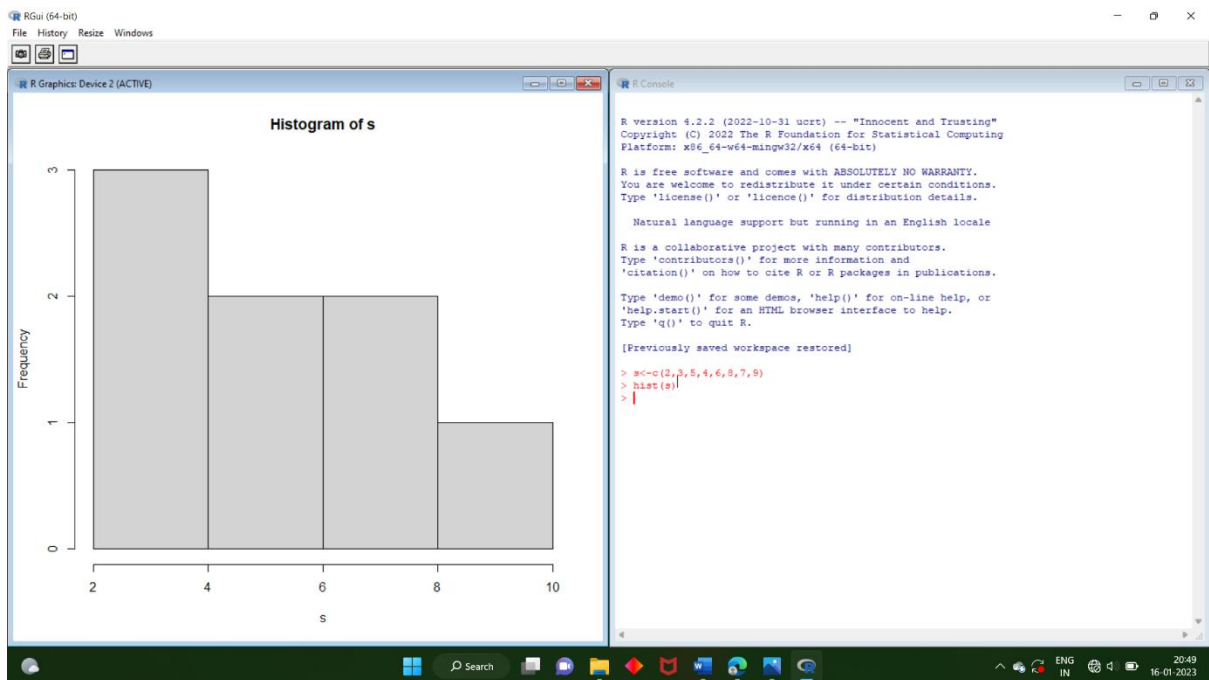 RGui (64-bit)
File History Resize Windows
R Graphics: Device 2 (ACTIVE)
Histogram of s
3
2
1
0
Frequency
2 4 6 8 10
s
R Console
R version 4.2.2 (2022-10-31 ucrt) -- "Innocent and Trusting"
Copyright (C) 2022 The R Foundation for Statistical Computing
Platform: x86_64-w64-mingw32/x64 (64-bit)
R is free software and comes with ABSOLUTELY NO WARRANTY.
You are welcome to redistribute it under certain conditions.
Type 'license()' or 'licence()' for distribution details.
Natural language support but running in an English locale
R is a collaborative project with many contributors.
Type 'contributors()' for more information and
'citation()' on how to cite R or R packages in publications.
Type 'demo()' for some demos, 'help()' for on-line help, or
'help.start()' for an HTML browser interface to help.
Type 'q()' to quit R.
[Previously saved workspace restored]
> s<-c(2,3,5,4,6,8,7,9)
> hist(s)
>
Search
ENG
IN
20:49
16-01-2023